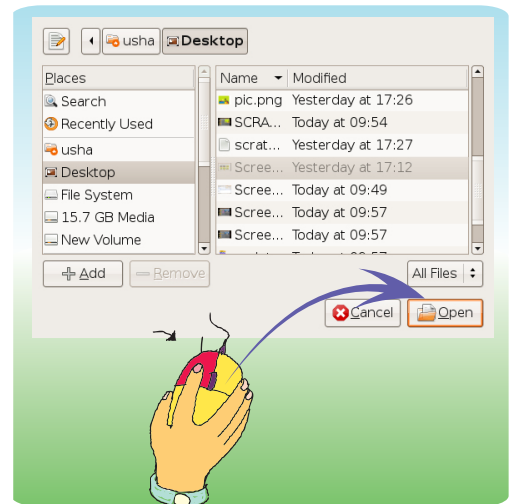 usha Desktop
Places
Search
Recently Used
usha
Desktop
File System
15.7 GB Media
New Volume
Name Modified
pic.png Yesterday at 17:26
SCRA... Today at 09:54
scrat... Yesterday at 17:27
Scree... Yesterday at 17:12
Scree... Today at 09:49
Scree... Today at 09:57
Scree... Today at 09:57
Add Remove
All Files
Cancel Open